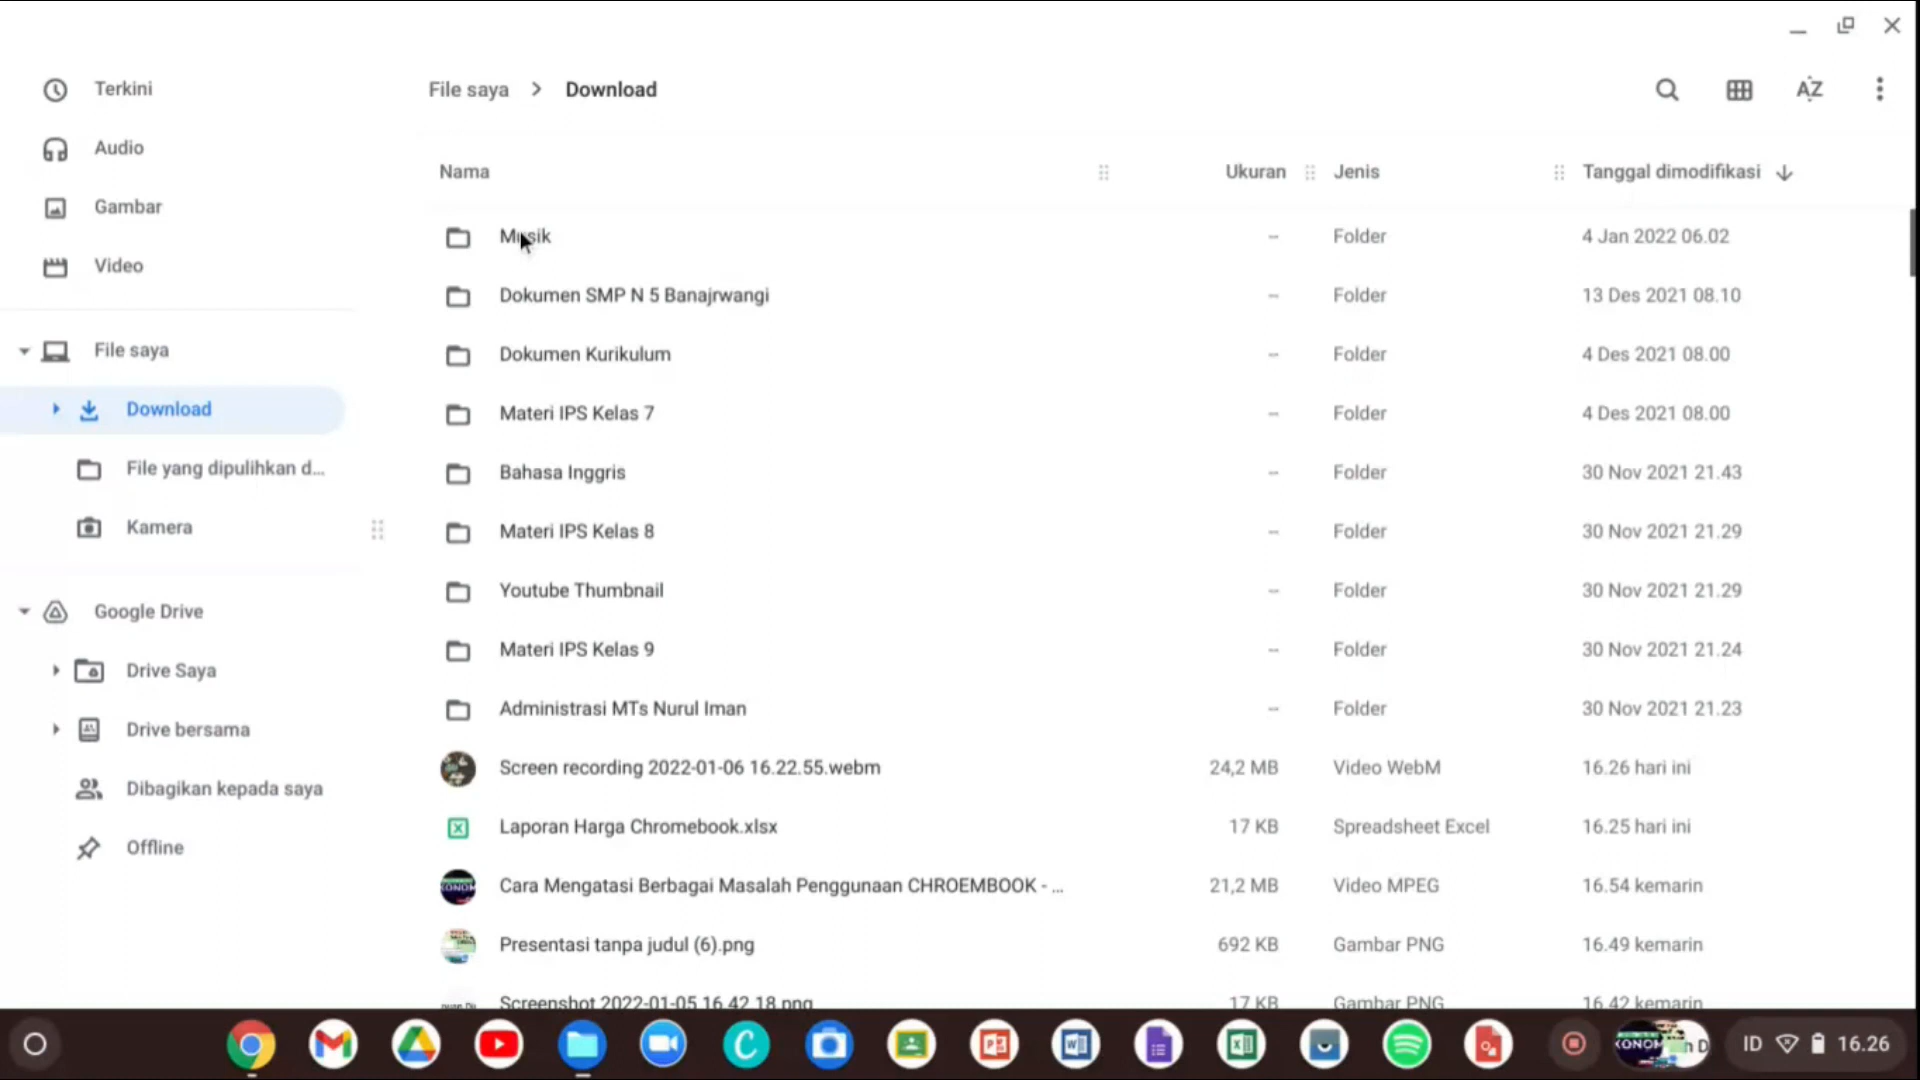 Terkini
Audio
Gambar
Video
File saya
Download
File yang dipulihkan d...
Kamera
Google Drive
Drive Saya
Drive bersama
Dibagikan kepada saya
Offline
File saya > Download
AZ
Nama Ukuran Jenis Tanggal dimodifikasi
Musik -- Folder 4 Jan 2022 06.02
Dokumen SMP N 5 Banajrwangi -- Folder 13 Des 2021 08.10
Dokumen Kurikulum -- Folder 4 Des 2021 08.00
Materi IPS Kelas 7 -- Folder 4 Des 2021 08.00
Bahasa Inggris -- Folder 30 Nov 2021 21.43
Materi IPS Kelas 8 -- Folder 30 Nov 2021 21.29
Youtube Thumbnail -- Folder 30 Nov 2021 21.29
Materi IPS Kelas 9 -- Folder 30 Nov 2021 21.24
Administrasi MTs Nurul Iman -- Folder 30 Nov 2021 21.23
Screen recording 2022-01-06 16.22.55.webm 24,2 MB Video WebM 16.26 hari ini
Laporan Harga Chromebook.xlsx 17 KB Spreadsheet Excel 16.25 hari ini
Cara Mengatasi Berbagai Masalah Penggunaan CHROEMBOOK - ... 21,2 MB Video MPEG 16.54 kemarin
Presentasi tanpa judul (6).png 692 KB Gambar PNG 16.49 kemarin
Screenshot 2022-01-05 16.42.18.png 17 KB Gambar PNG 16.42 kemarin
ID 16.26